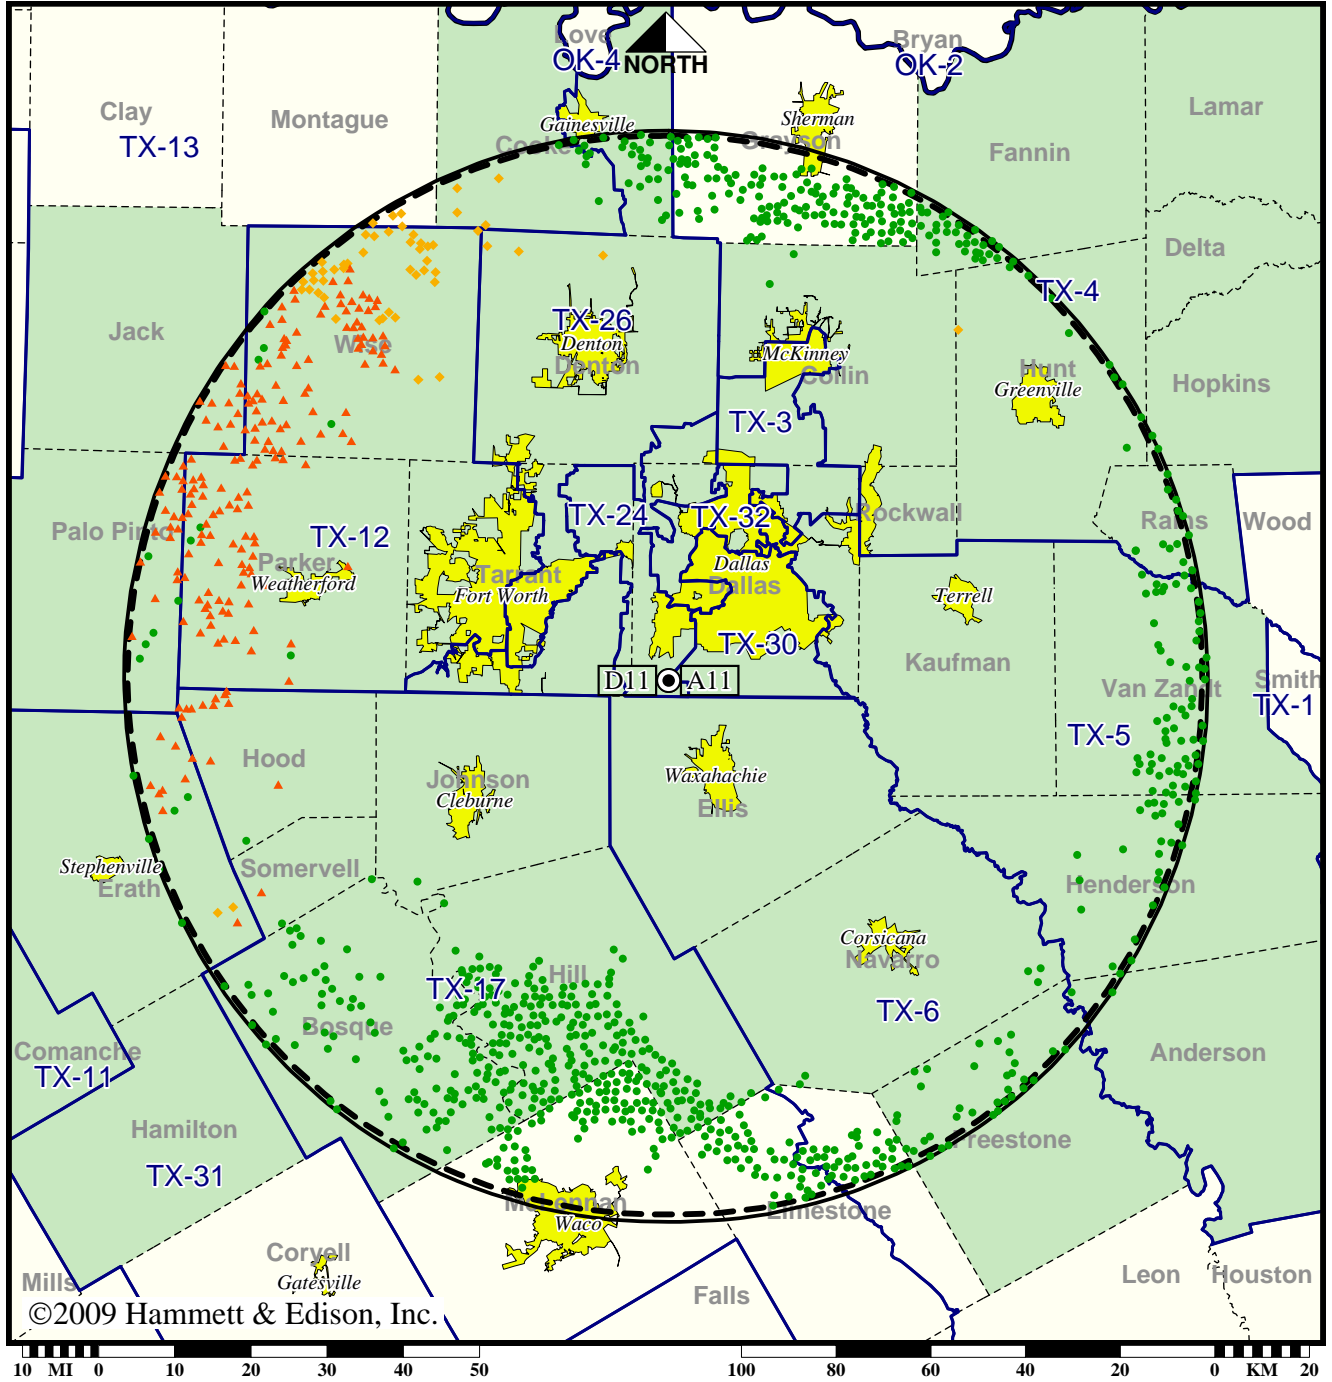 Love
OK-4
NORTH
Bryan
OK-2
Clay
TX-13
Montague
Gainesville
Cooke
Sherman
Grayson
Fannin
Lamar
Delta
Jack
Wise
TX-26
Denton
Denton
McKinney
Collin
TX-4
Hunt
Greenville
Hopkins
TX-3
Palo Pinto
TX-12
Parker
Weatherford
Tarrant
Fort Worth
TX-24
TX-32
Dallas
Dallas
TX-30
Rockwall
Rains
Wood
Terrell
Kaufman
Van Zandt
Smith
TX-1
TX-5
D11
A11
Hood
Johnson
Cleburne
Waxahachie
Ellis
Stephenville
Erath
Somervell
Henderson
Corsicana
Navarro
TX-17
Hill
TX-6
Bosque
Comanche
TX-11
Anderson
Hamilton
TX-31
Freestone
McLennan
Waco
Limestone
Coryell
Gatesville
Mills
Falls
Leon
Houston
©2009 Hammett & Edison, Inc.
10 MI 0 10 20 30 40 50
100 80 60 40 20 0 KM 20